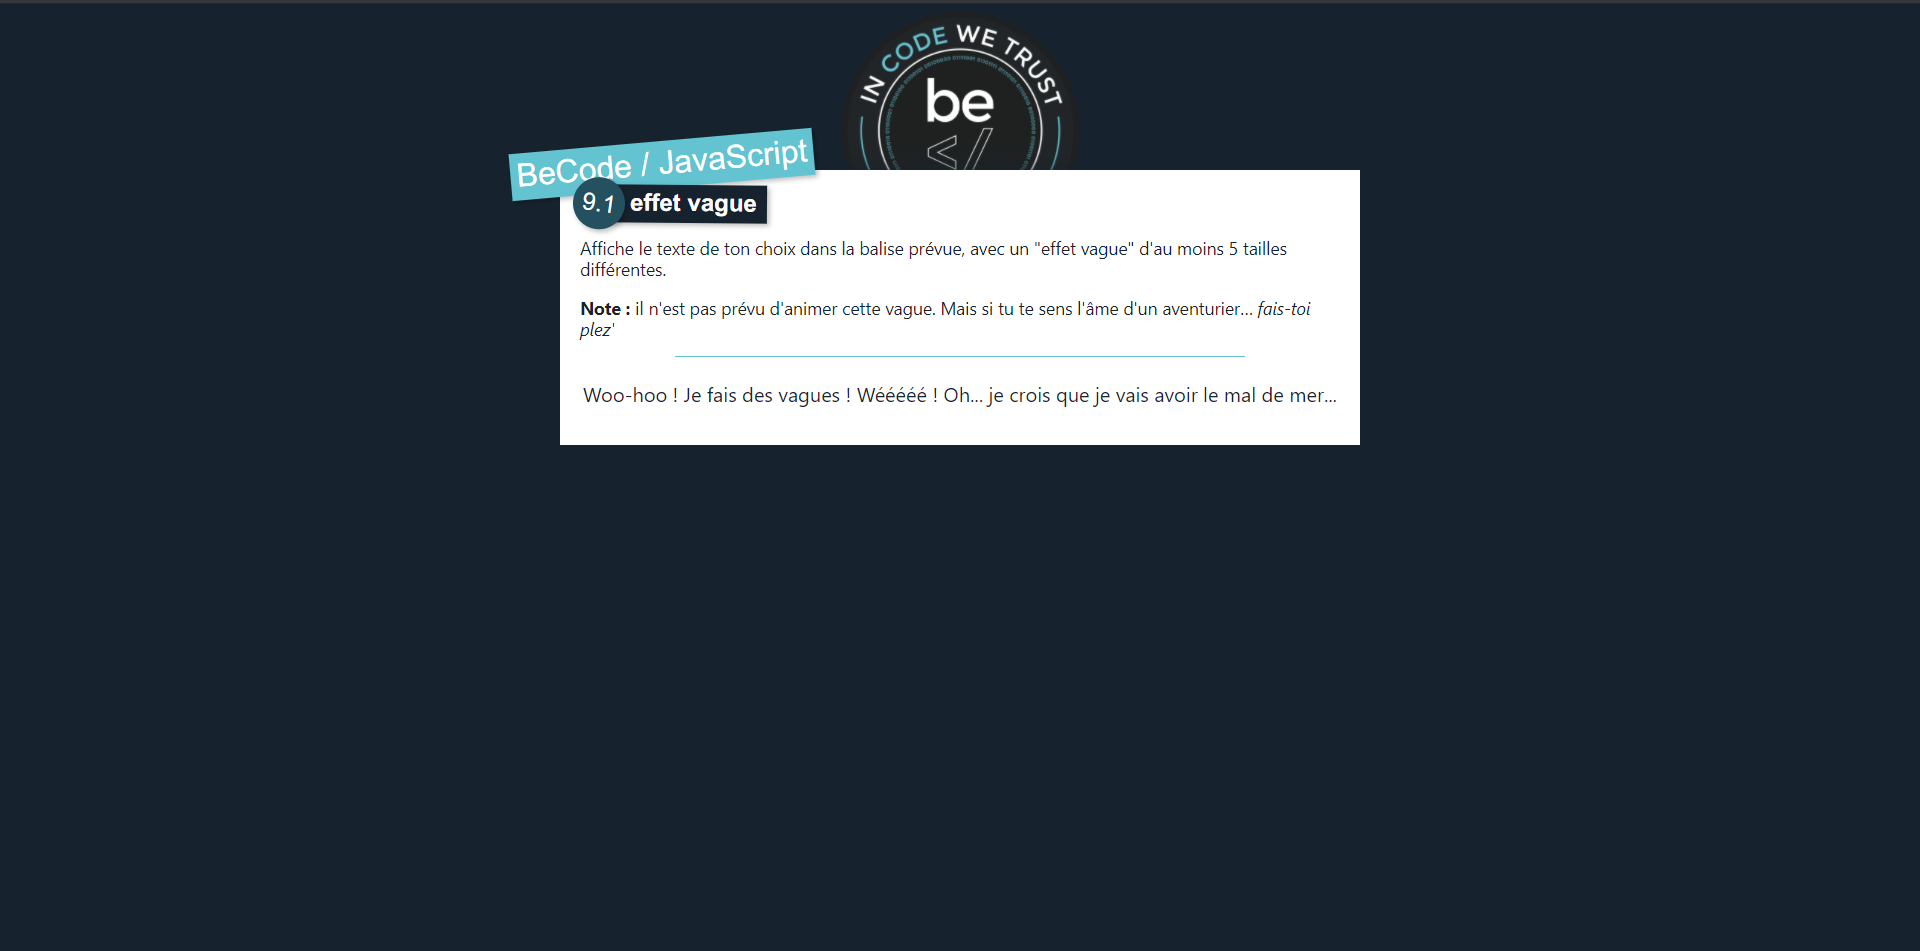 IN CODE WE TRUST
be
</
BeCode / JavaScript
9.1 effet vague
Affiche le texte de ton choix dans la balise prévue, avec un "effet vague" d'au moins 5 tailles
différentes.
Note : il n'est pas prévu d'animer cette vague. Mais si tu te sens l'âme d'un aventurier... fais-toi
plez'
Woo-hoo ! Je fais des vagues ! Wééééé ! Oh... je crois que je vais avoir le mal de mer...